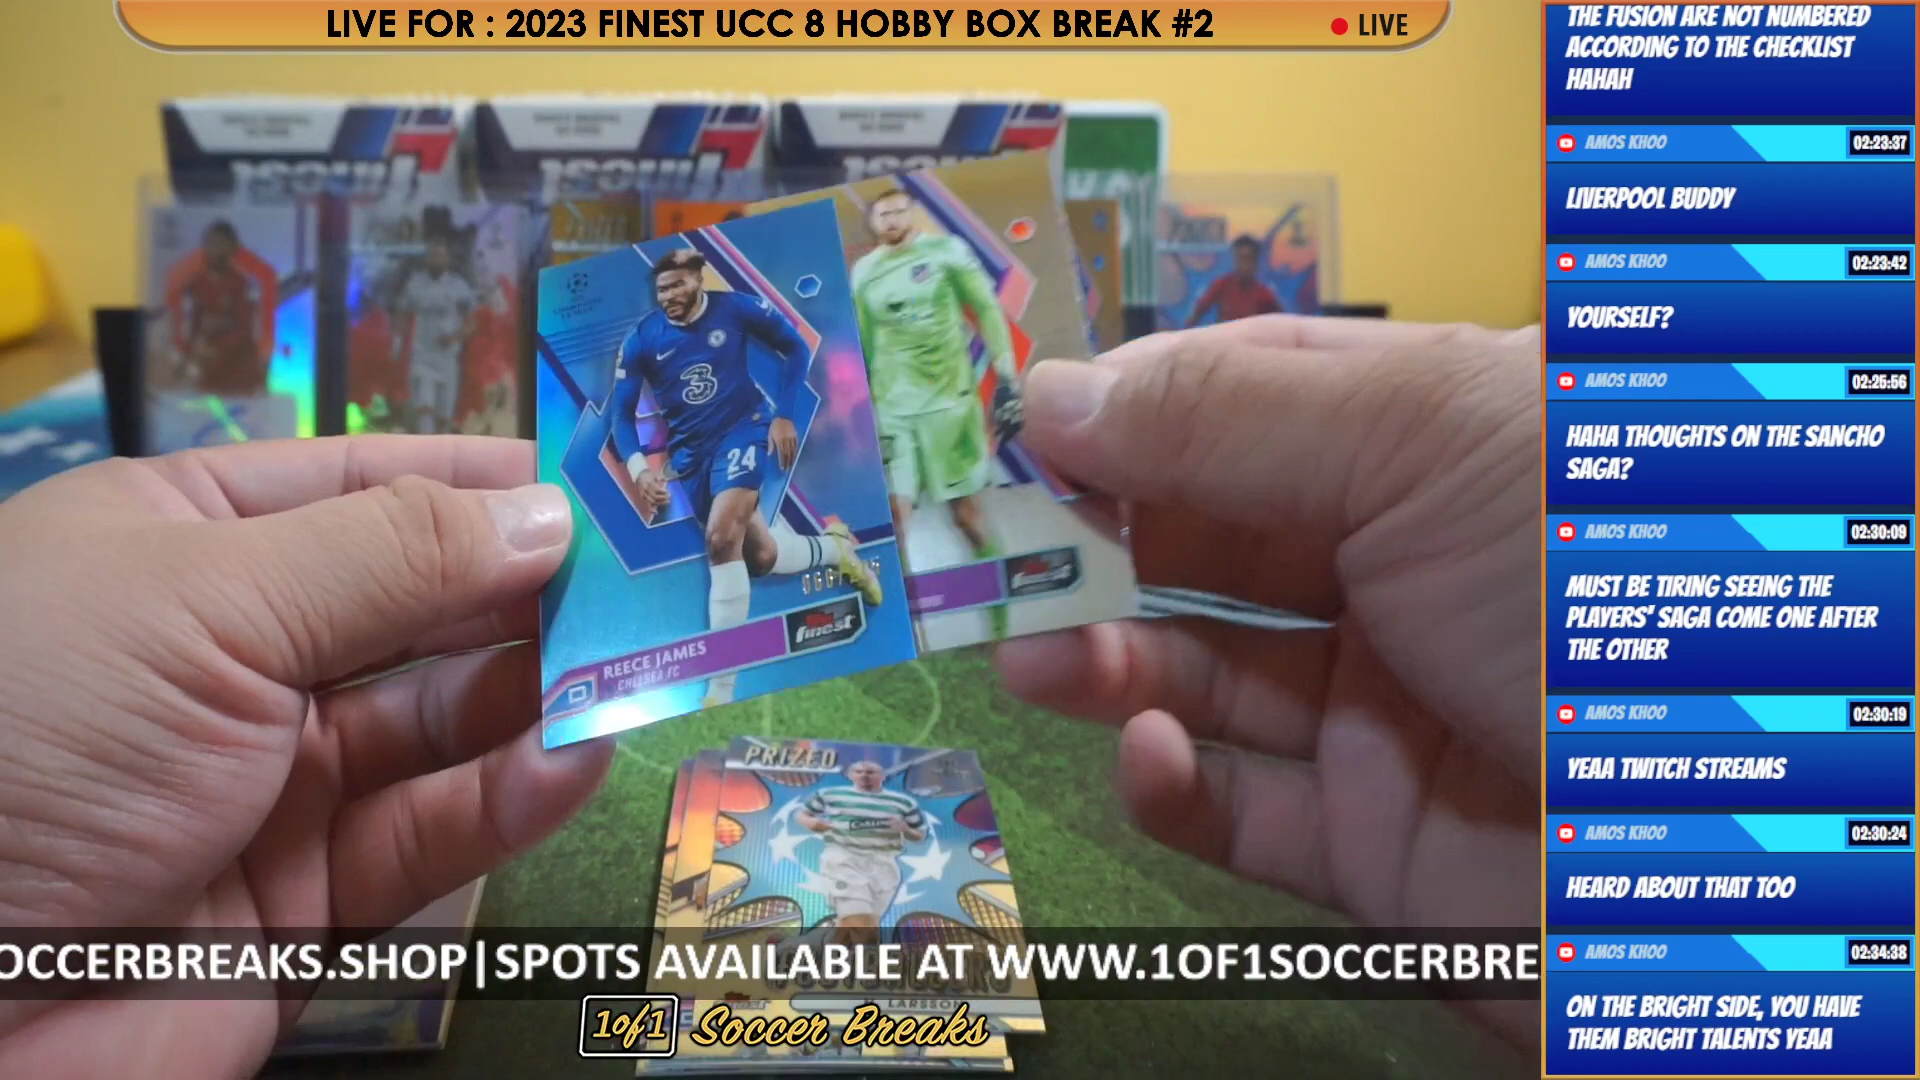 LIVE FOR : 2023 FINEST UCC 8 HOBBY BOX BREAK #2
LIVE
THE FUSION ARE NOT NUMBERED
ACCORDING TO THE CHECKLIST
HAHAH
AMOS KHOO
02:23:37
LIVERPOOL BUDDY
AMOS KHOO
02:23:42
YOURSELF?
AMOS KHOO
02:25:56
HAHA THOUGHTS ON THE SANCHO
SAGA?
AMOS KHOO
02:30:09
MUST BE TIRING SEEING THE
PLAYERS' SAGA COME ONE AFTER
THE OTHER
AMOS KHOO
02:30:19
YEAA TWITCH STREAMS
AMOS KHOO
02:30:24
HEARD ABOUT THAT TOO
AMOS KHOO
02:34:38
ON THE BRIGHT SIDE, YOU HAVE
THEM BRIGHT TALENTS YEAA
3
24
finest
REECE JAMES
CHELSEA FC
finest
PRIZED
LARSSON
OCCERBREAKS.SHOP|SPOTS AVAILABLE AT WWW.1OF1SOCCERBRE
1of1 Soccer Breaks